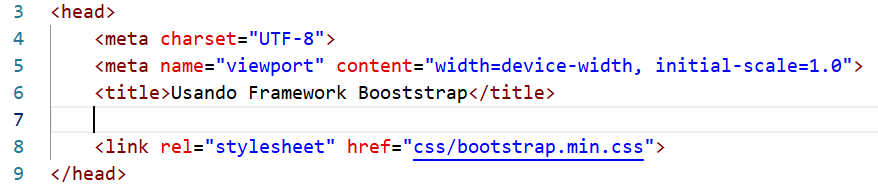 3 <head>
4 <meta charset="UTF-8">
5 <meta name="viewport" content="width=device-width, initial-scale=1.0">
6 <title>Usando Framework Booststrap</title>
7
8 <link rel="stylesheet" href="css/bootstrap.min.css">
9 </head>